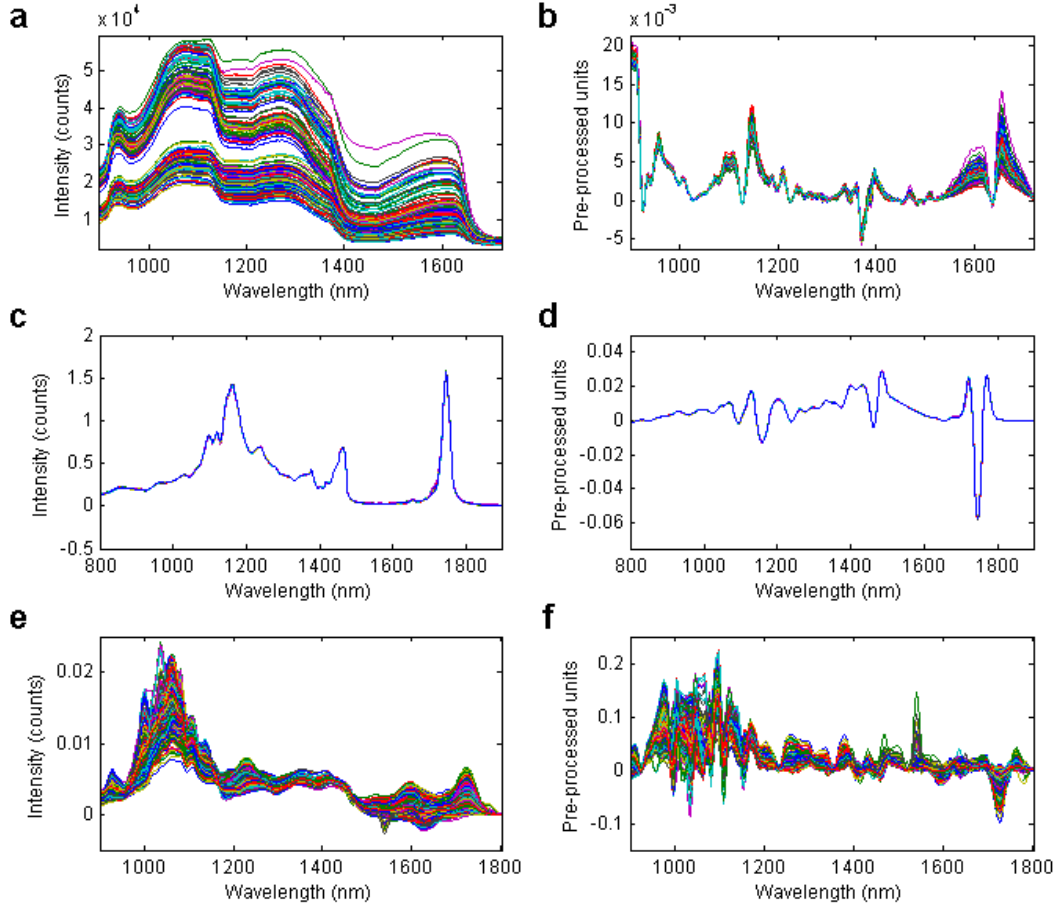 a
x 10⁴
5
4
3
2
1
Intensity (counts)
1000 1200 1400 1600
Wavelength (nm)
b
x 10⁻³
20
15
10
5
0
-5
Pre-processed units
1000 1200 1400 1600
Wavelength (nm)
c
2
1.5
1
0.5
0
-0.5
Intensity (counts)
800 1000 1200 1400 1600 1800
Wavelength (nm)
d
0.04
0.02
0
-0.02
-0.04
-0.06
Pre-processed units
800 1000 1200 1400 1600 1800
Wavelength (nm)
e
0.02
0.01
0
Intensity (counts)
1000 1200 1400 1600 1800
Wavelength (nm)
f
0.2
0.1
0
-0.1
Pre-processed units
1000 1200 1400 1600 1800
Wavelength (nm)